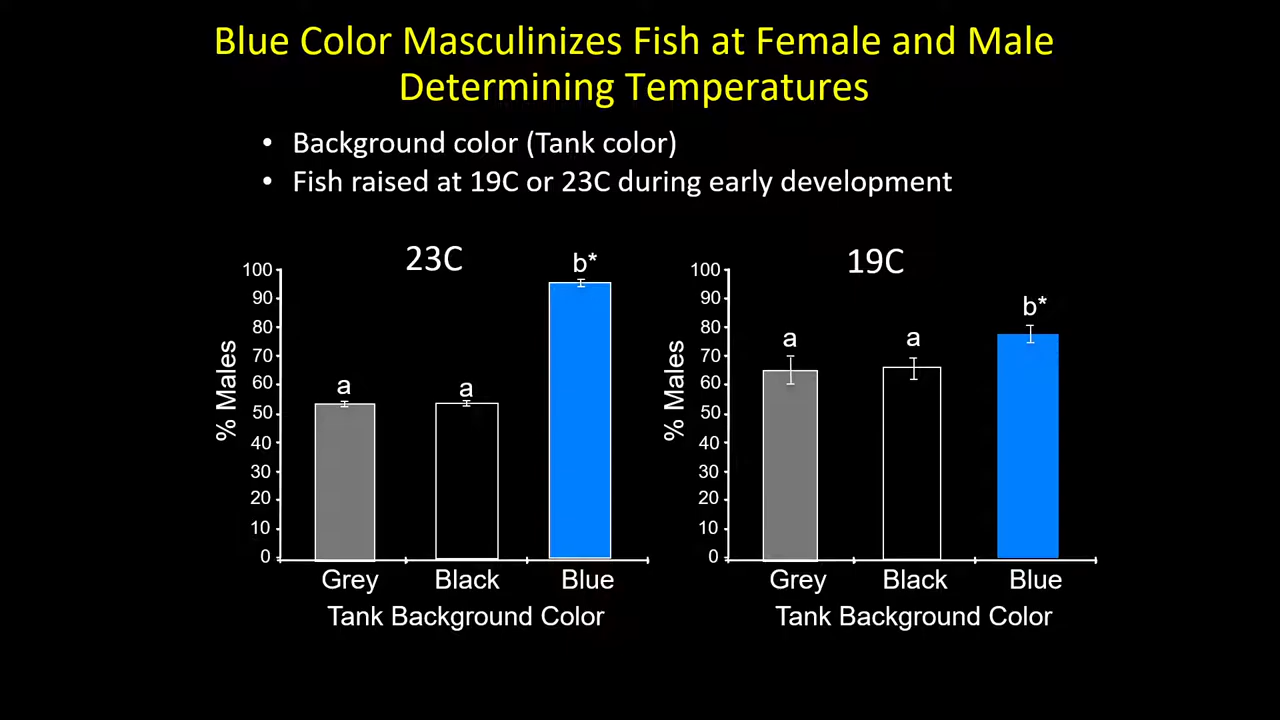 Blue Color Masculinizes Fish at Female and Male
Determining Temperatures
• Background color (Tank color)
• Fish raised at 19C or 23C during early development
23C
100
90
80
70
60
50
40
30
20
10
0
% Males
a
a
b*
Grey
Black
Blue
Tank Background Color
19C
100
90
80
70
60
50
40
30
20
10
0
% Males
a
a
b*
Grey
Black
Blue
Tank Background Color